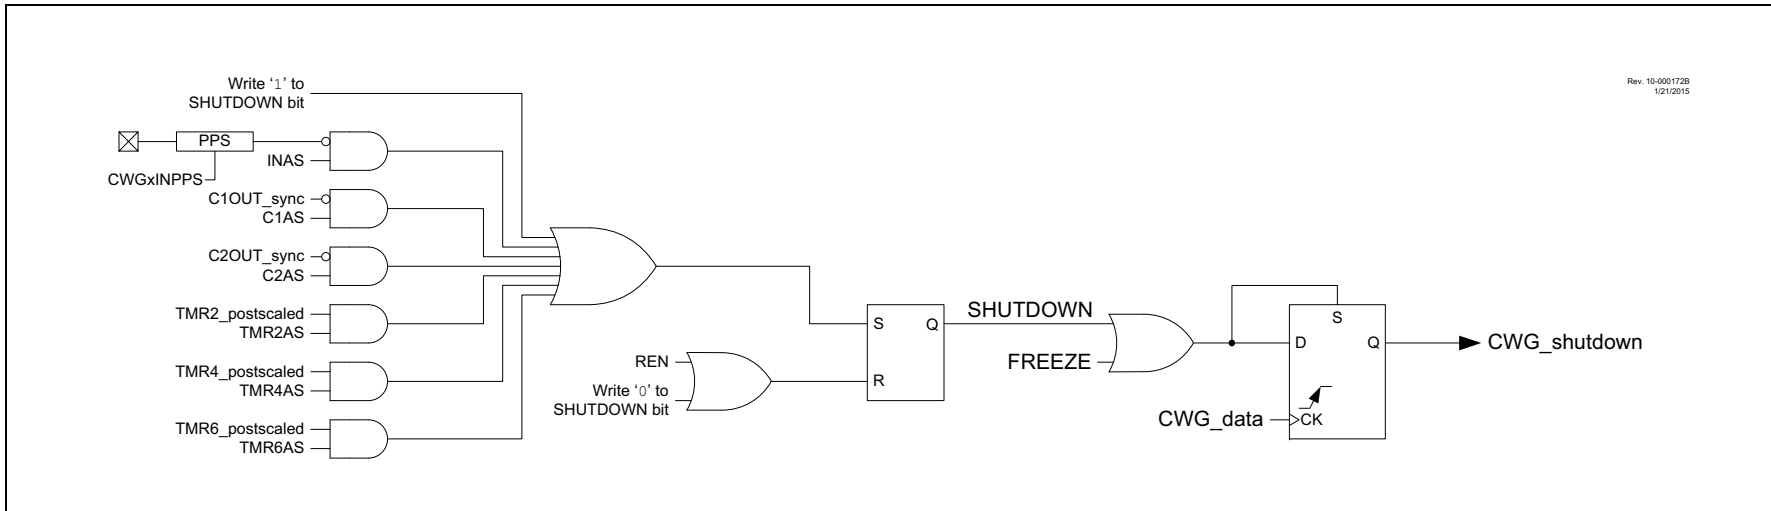 Write ‘1’ to
SHUTDOWN bit
Rev. 10-000172B
1/21/2015
PPS
INAS
CWGxINPPS
C1OUT_sync
C1AS
C2OUT_sync
C2AS
TMR2_postscaled
TMR2AS
TMR4_postscaled
TMR4AS
TMR6_postscaled
TMR6AS
REN
Write ‘0’ to
SHUTDOWN bit
S
Q
R
SHUTDOWN
FREEZE
S
D
Q
CWG_data
CK
CWG_shutdown